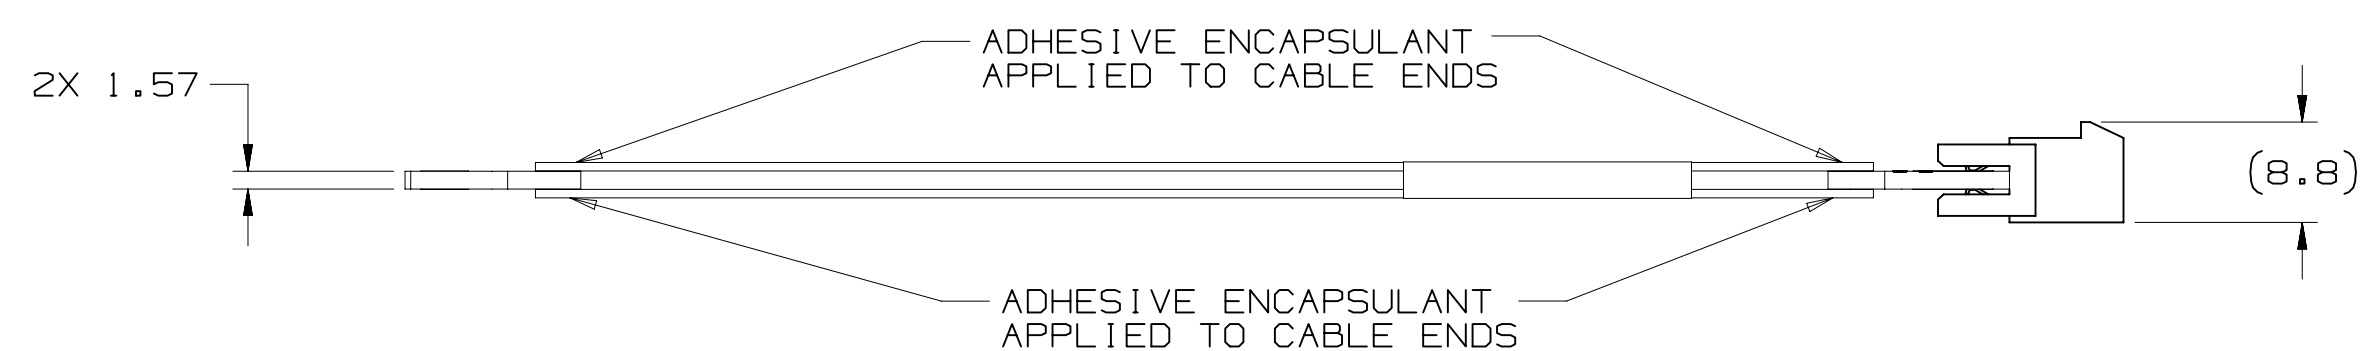 ADHESIVE ENCAPSULANT
APPLIED TO CABLE ENDS
2X 1.57
(8.8)
ADHESIVE ENCAPSULANT
APPLIED TO CABLE ENDS